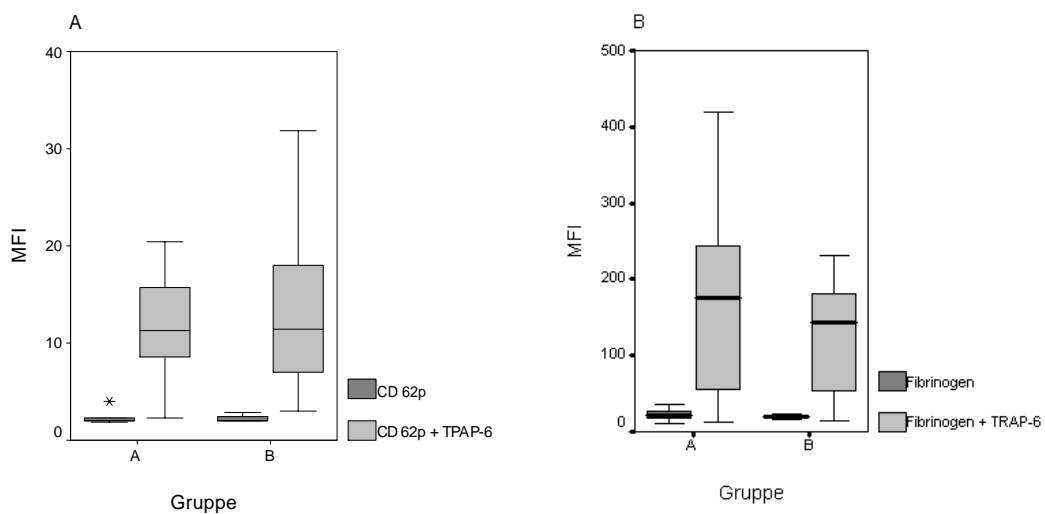 A
40
30
20
10
0
MFI
A
B
Gruppe
CD 62p
CD 62p + TPAP-6
B
500
400
300
200
100
0
MFI
A
B
Gruppe
Fibrinogen
Fibrinogen + TRAP-6